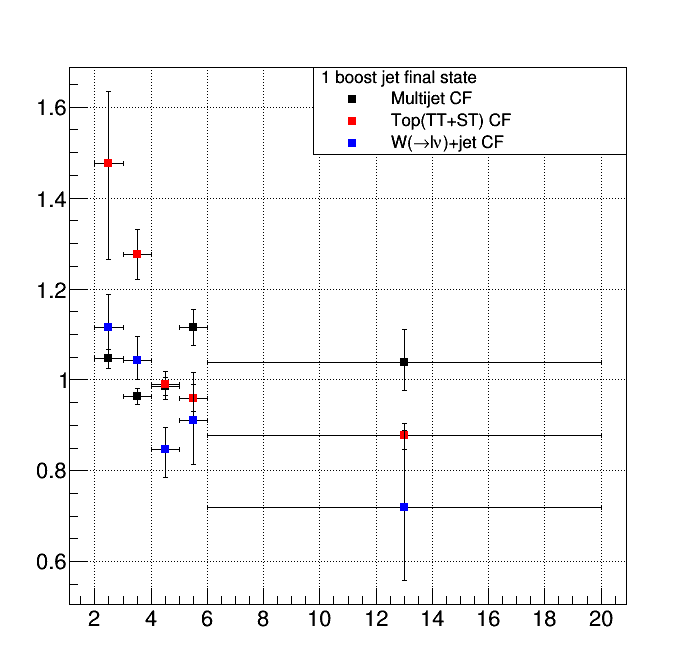 1 boost jet final state
Multijet CF
Top(TT+ST) CF
W(→lν)+jet CF
1.6
1.4
1.2
1
0.8
0.6
2 4 6 8 10 12 14 16 18 20